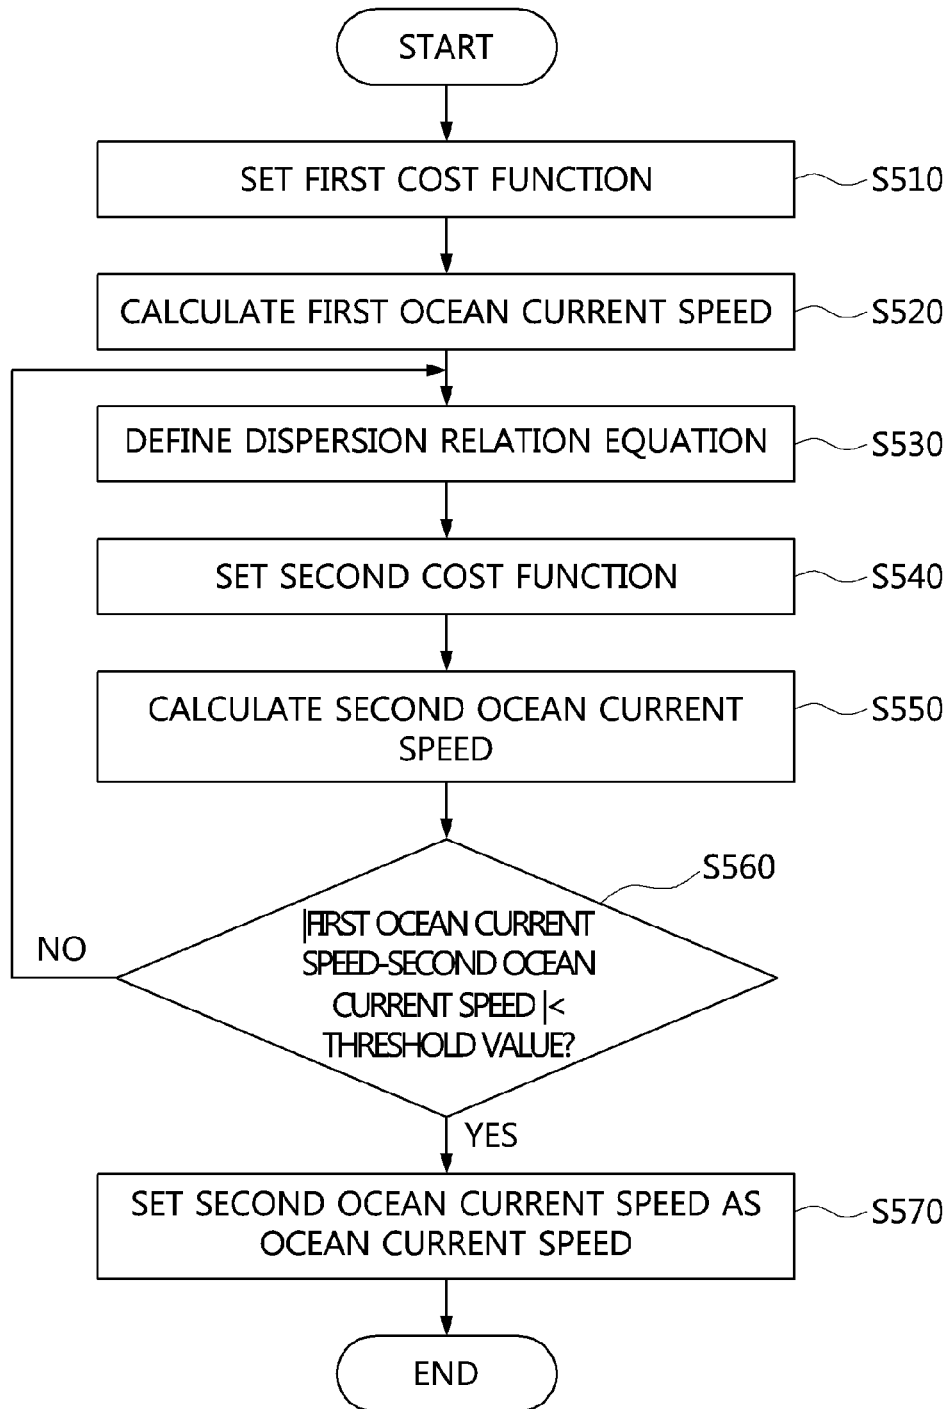 START
SET FIRST COST FUNCTION
S510
CALCULATE FIRST OCEAN CURRENT SPEED
S520
DEFINE DISPERSION RELATION EQUATION
S530
SET SECOND COST FUNCTION
S540
CALCULATE SECOND OCEAN CURRENT
SPEED
S550
S560
|FIRST OCEAN CURRENT
SPEED-SECOND OCEAN
CURRENT SPEED |<
THRESHOLD VALUE?
NO
YES
SET SECOND OCEAN CURRENT SPEED AS
OCEAN CURRENT SPEED
S570
END